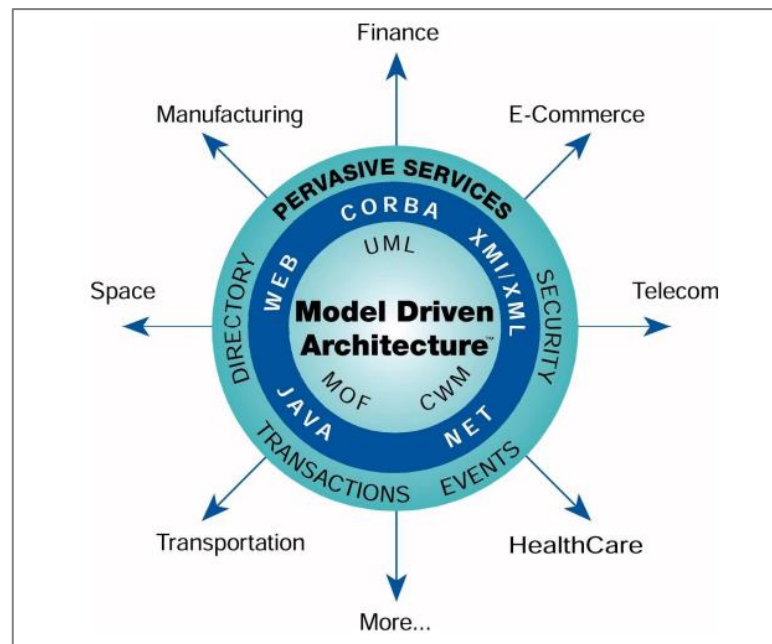 Finance
Manufacturing
E-Commerce
PERVASIVE SERVICES
CORBA
UML
WEB
XMI/XML
DIRECTORY
SECURITY
Space
Model Driven
Architecture™
Telecom
MOF
CWM
JAVA
NET
TRANSACTIONS
EVENTS
Transportation
HealthCare
More...